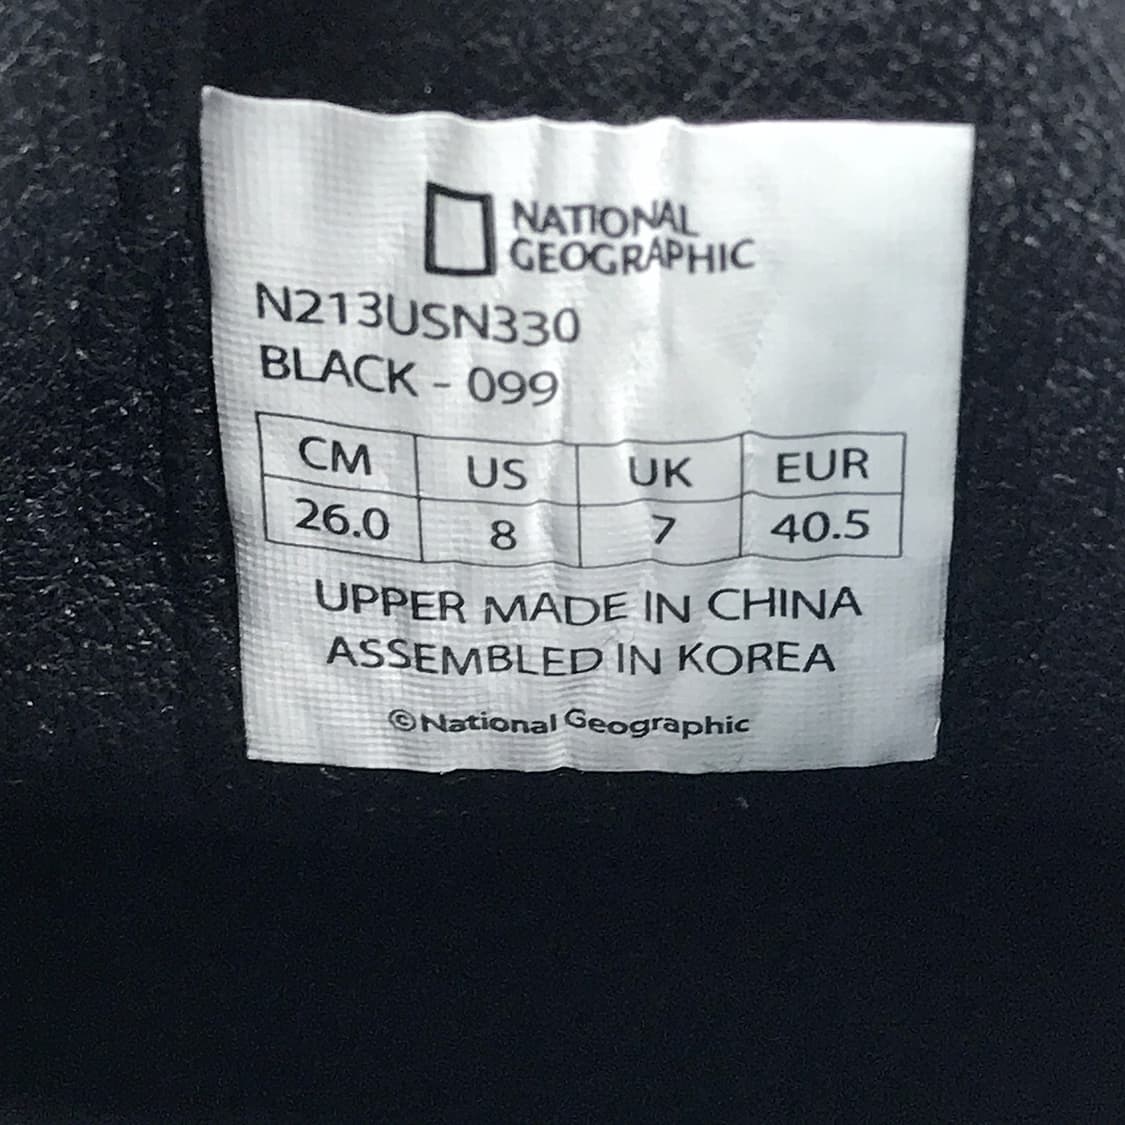 NATIONAL
GEOGRAPHIC
N213USN330
BLACK - 099
CM US UK EUR
26.0 8 7 40.5
UPPER MADE IN CHINA
ASSEMBLED IN KOREA
©National Geographic